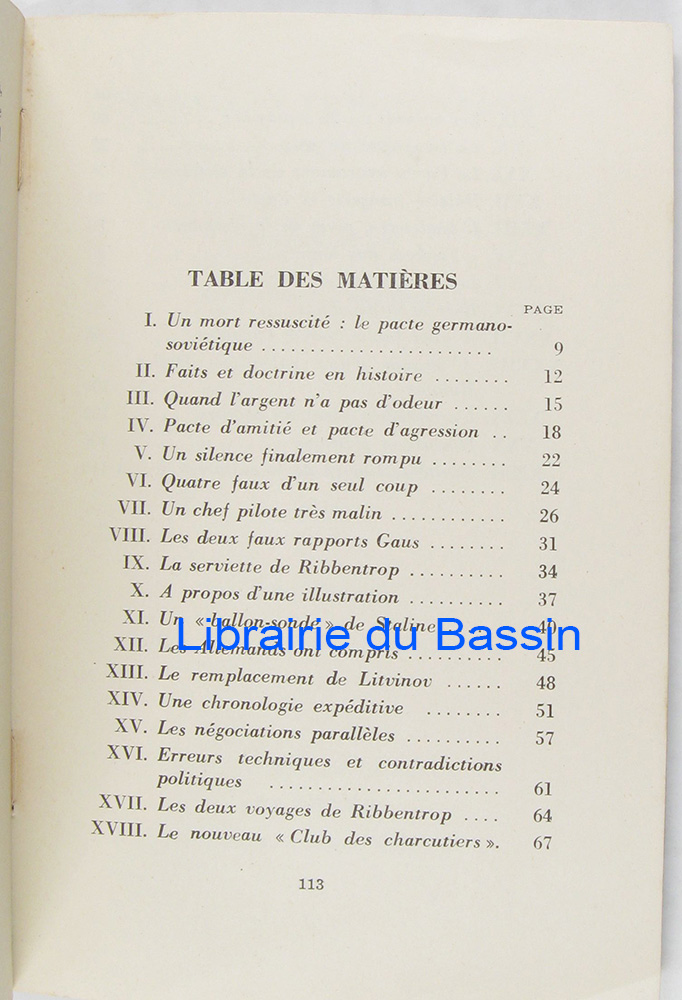 TABLE DES MATIÈRES
PAGE
I. Un mort ressuscité : le pacte germano-
soviétique ....................... 9
II. Faits et doctrine en histoire ........ 12
III. Quand l'argent n'a pas d'odeur ...... 15
IV. Pacte d'amitié et pacte d'agression .. 18
V. Un silence finalement rompu ........ 22
VI. Quatre faux d'un seul coup ........ 24
VII. Un chef pilote très malin ............ 26
VIII. Les deux faux rapports Gaus ........ 31
IX. La serviette de Ribbentrop .......... 34
X. A propos d'une illustration .......... 37
XI. Un « ballon-sonde » de Staline 40
Librairie du Bassin
XII. Les Allemands ont compris .......... 45
XIII. Le remplacement de Litvinov ...... 48
XIV. Une chronologie expéditive ........ 51
XV. Les négociations parallèles .......... 57
XVI. Erreurs techniques et contradictions
politiques ........................ 61
XVII. Les deux voyages de Ribbentrop .... 64
XVIII. Le nouveau « Club des charcutiers ». 67
113